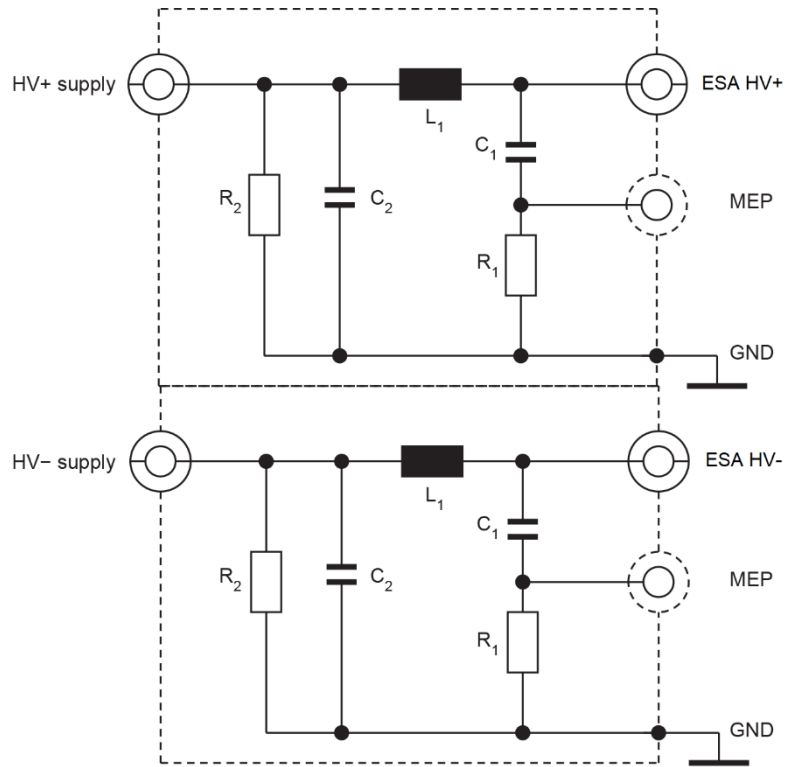 HV+ supply
ESA HV+
L1
C1
MEP
R2
C2
R1
GND
HV− supply
ESA HV-
L1
C1
MEP
R2
C2
R1
GND